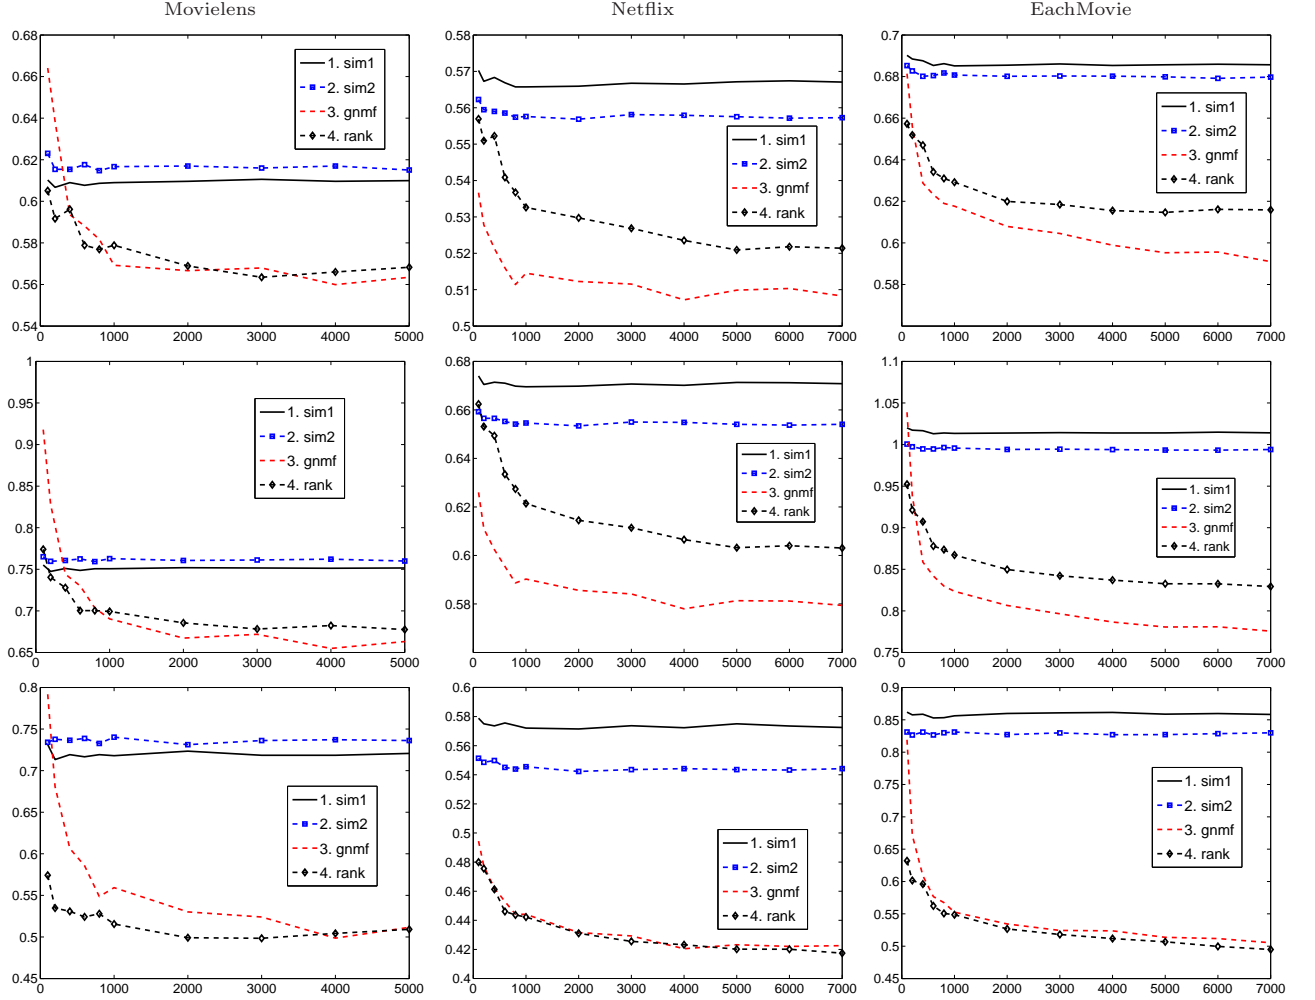 Movielens Netflix EachMovie
0.68 0.66 0.64 0.62 0.6 0.58 0.56 0.54
0 1000 2000 3000 4000 5000
1. sim1
2. sim2
3. gnmf
4. rank
0.58 0.57 0.56 0.55 0.54 0.53 0.52 0.51 0.5
0 1000 2000 3000 4000 5000 6000 7000
1. sim1
2. sim2
3. gnmf
4. rank
0.7 0.68 0.66 0.64 0.62 0.6 0.58
0 1000 2000 3000 4000 5000 6000 7000
1. sim1
2. sim2
3. gnmf
4. rank
1 0.95 0.9 0.85 0.8 0.75 0.7 0.65
0 1000 2000 3000 4000 5000
1. sim1
2. sim2
3. gnmf
4. rank
0.68 0.66 0.64 0.62 0.6 0.58
0 1000 2000 3000 4000 5000 6000 7000
1. sim1
2. sim2
3. gnmf
4. rank
1.1 1.05 1 0.95 0.9 0.85 0.8 0.75
0 1000 2000 3000 4000 5000 6000 7000
1. sim1
2. sim2
3. gnmf
4. rank
0.8 0.75 0.7 0.65 0.6 0.55 0.5 0.45
0 1000 2000 3000 4000 5000
1. sim1
2. sim2
3. gnmf
4. rank
0.6 0.58 0.56 0.54 0.52 0.5 0.48 0.46 0.44 0.42 0.4
0 1000 2000 3000 4000 5000 6000 7000
1. sim1
2. sim2
3. gnmf
4. rank
0.9 0.85 0.8 0.75 0.7 0.65 0.6 0.55 0.5 0.45
0 1000 2000 3000 4000 5000 6000 7000
1. sim1
2. sim2
3. gnmf
4. rank